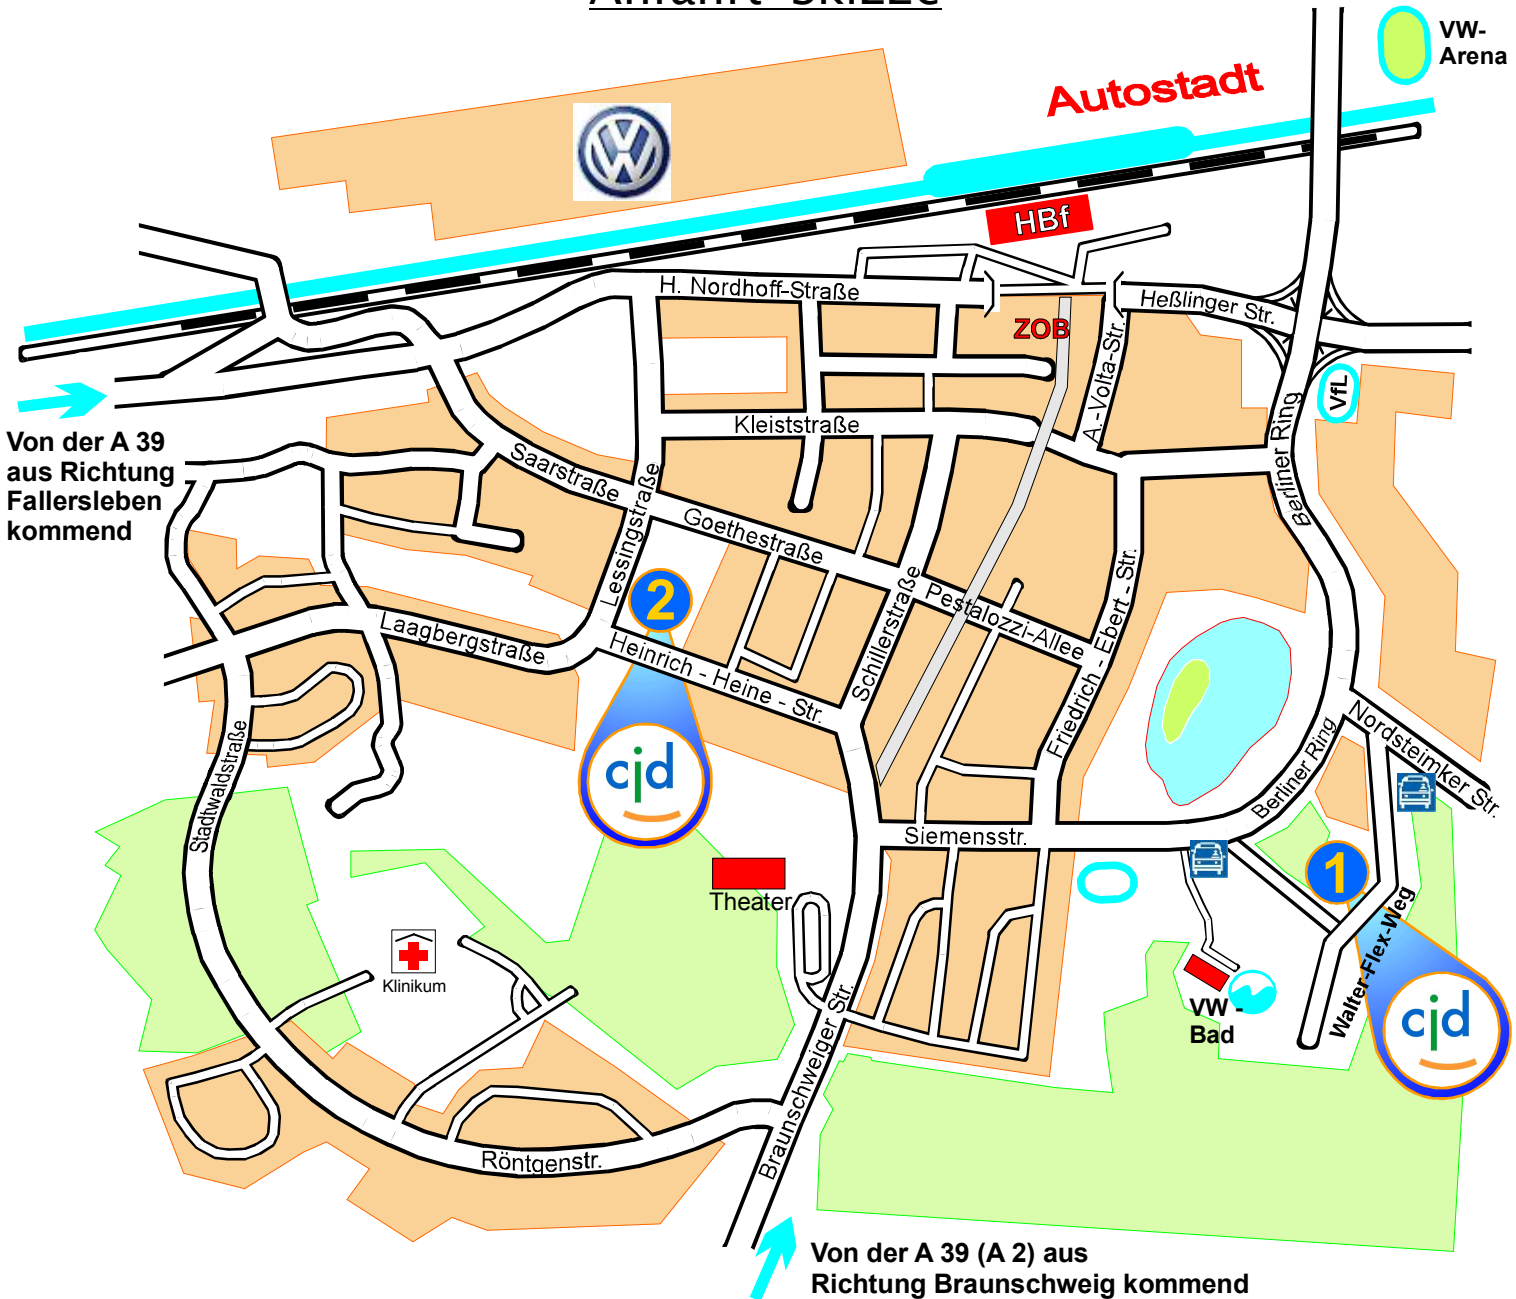 VW-
Arena
Autostadt
HBf
H. Nordhoff-Straße
Heßlinger Str.
ZOB
A.-Volta-Str.
VfL
Berliner Ring
Kleiststraße
Von der A 39
aus Richtung
Fallersleben
kommend
Saarstraße
Lessingstraße
Goethestraße
Berliner Ring
2
Pestalozzi-Allee
Friedrich - Ebert - Str.
Schillerstraße
Laagbergstraße
Heinrich - Heine - Str.
Nordsteimker Str.
Berliner Ring
Stadtwaldstraße
cjd
Siemensstr.
1
Theater
Walter-Flex-Weg
Klinikum
VW -
Bad
cjd
Braunschweiger Str.
Röntgenstr.
Von der A 39 (A 2) aus
Richtung Braunschweig kommend